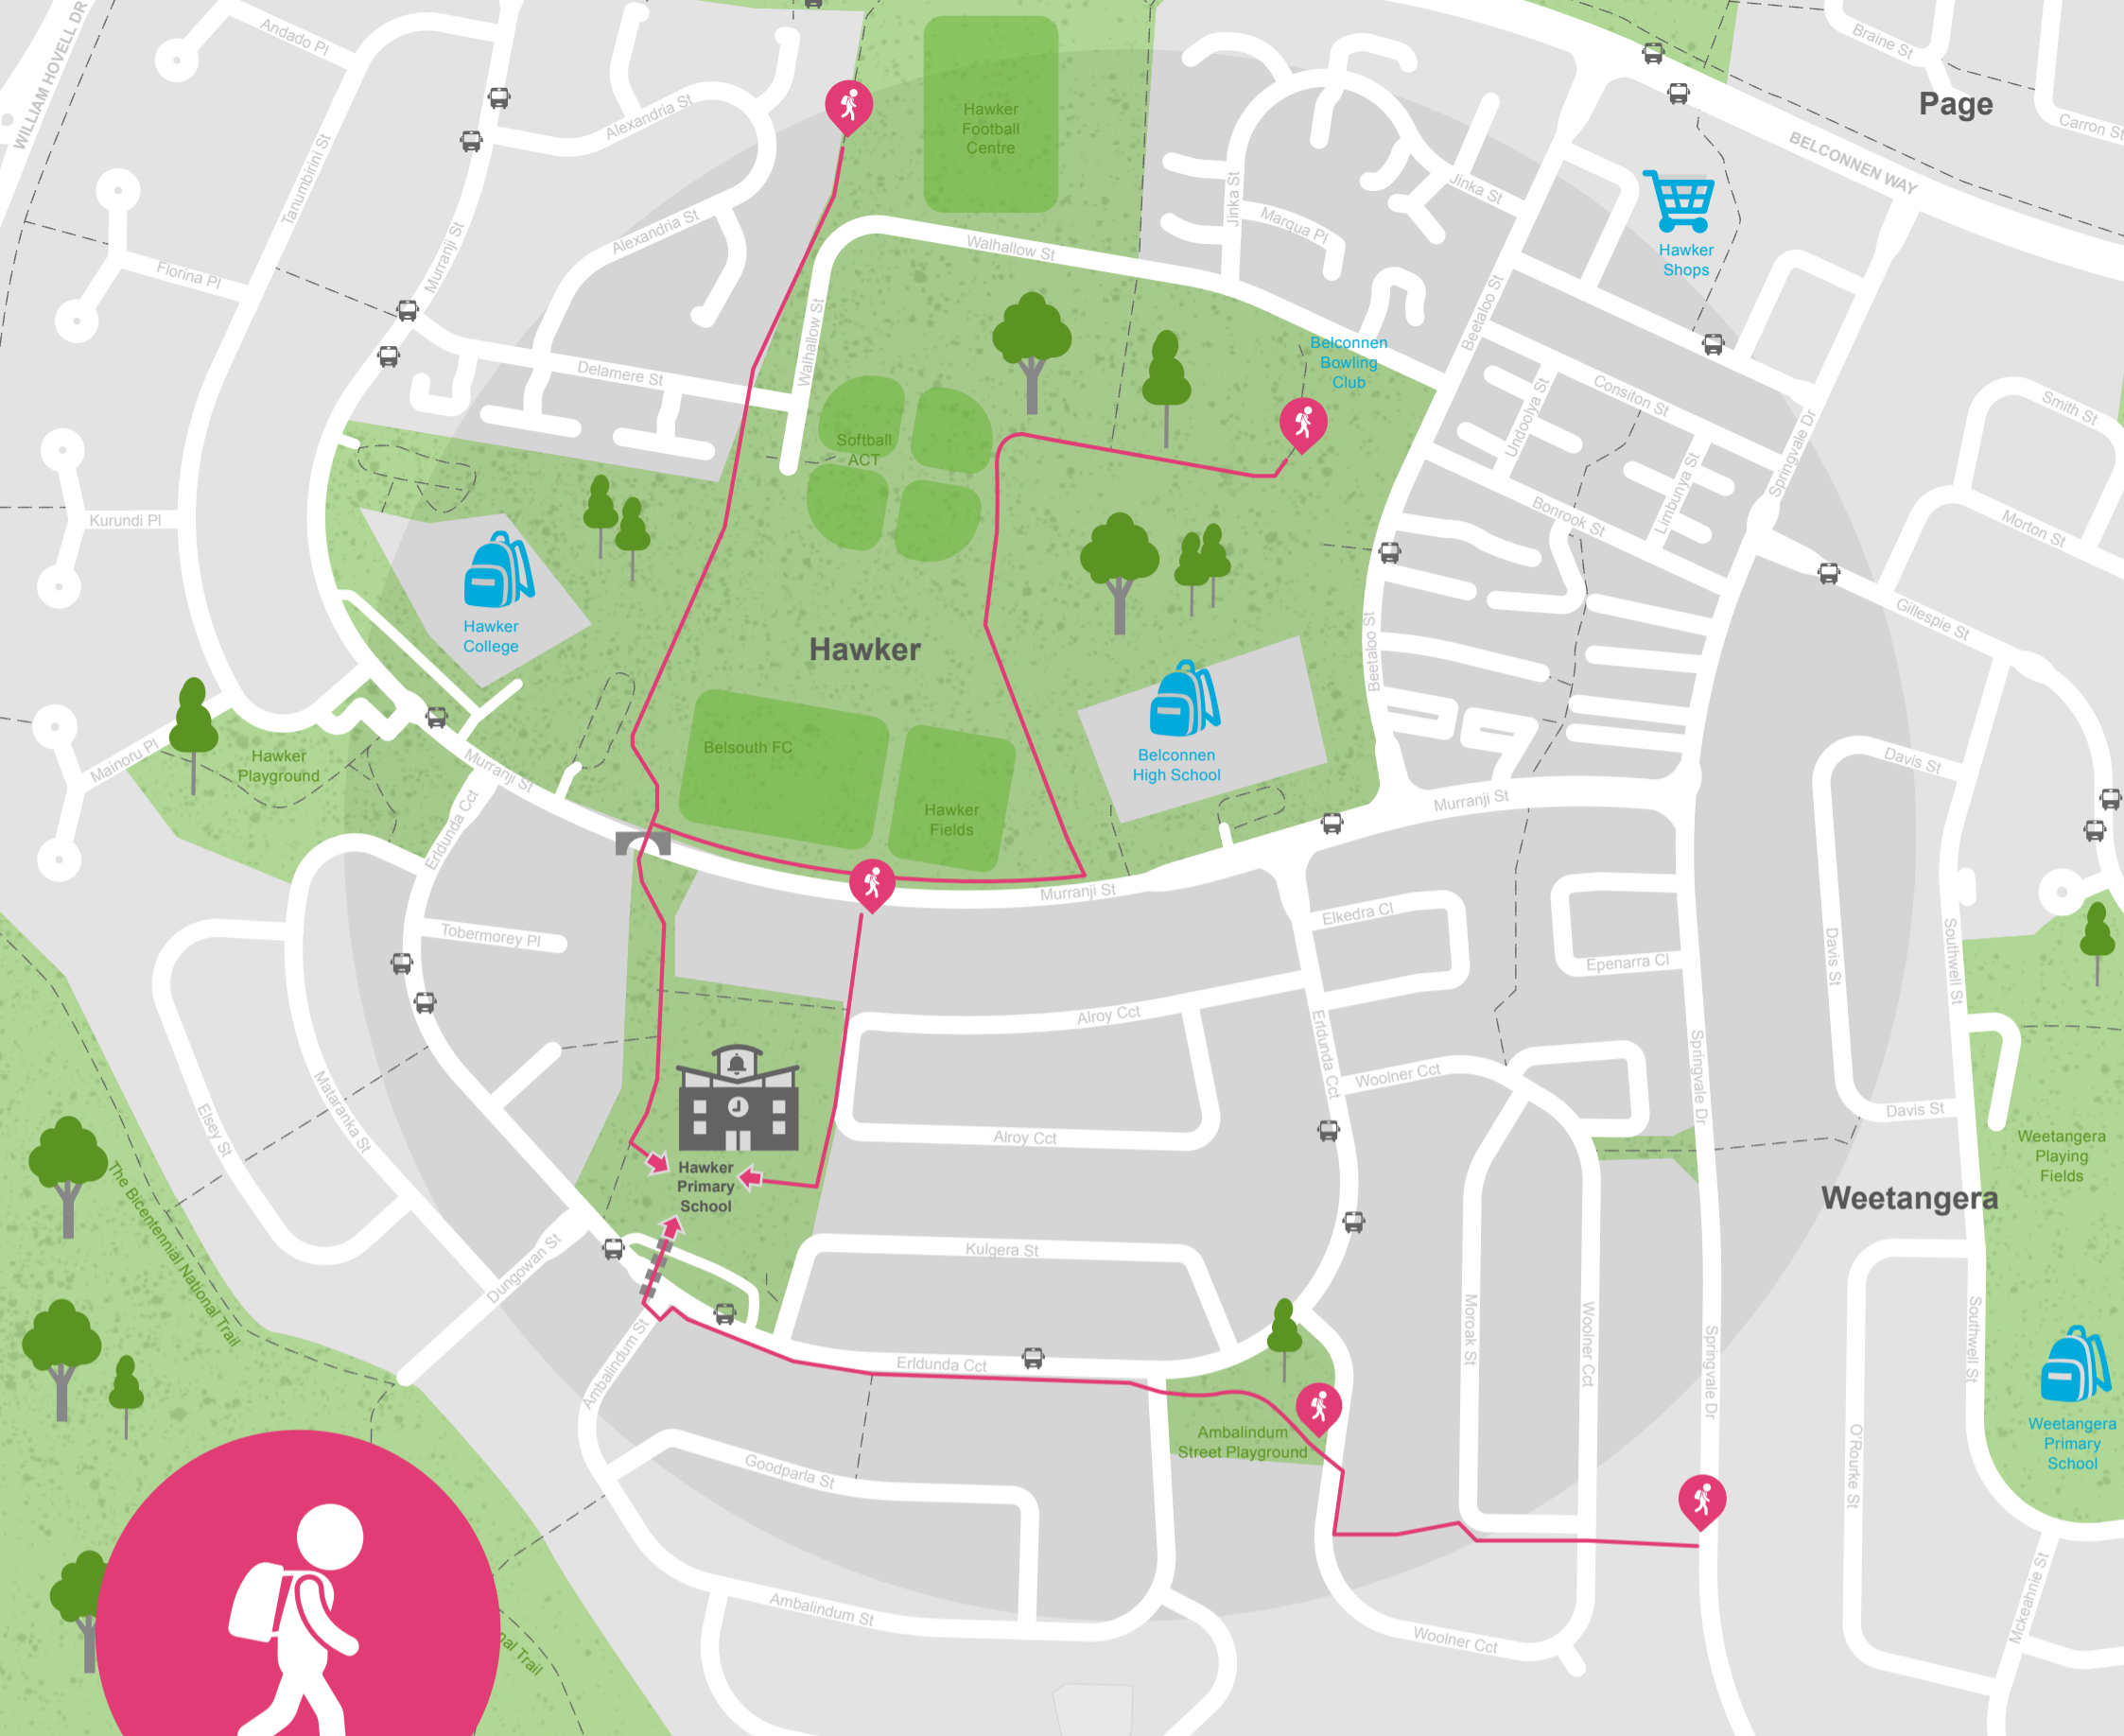 WILLIAM HOVELL DR
Andado Pl
Tanumbirini St
Alexandria St
Alexandria St
Murranji St
Florina Pl
Delamere St
Walhallow St
Walhallow St
Hawker
Football
Centre
Jinka St
Marqua Pl
Jinka St
Braine St
Page
Carron St
BELCONNEN WAY
Hawker
Shops
Beetaloo St
Belconnen
Bowling
Club
Consiton St
Undoolya St
Limbunya St
Bonrook St
Springvale Dr
Smith St
Morton St
Gillespie St
Softball
ACT
Kurundi Pl
Hawker
College
Hawker
Beetaloo St
Belconnen
High School
Belsouth FC
Hawker
Fields
Mainoru Pl
Hawker
Playground
Murranji St
Erldunda Cct
Murranji St
Murranji St
Davis St
Davis St
Davis St
Southwell St
Tobermorey Pl
Elkedra Cl
Epenarra Cl
Alroy Cct
Alroy Cct
Erldunda Cct
Woolner Cct
Springvale Dr
Mataranka St
Elsey St
Hawker
Primary
School
The Bicentennial National Trail
Weetangera
Playing
Fields
Weetangera
Dungowan St
Kulgera St
Ambalindum St
Erldunda Cct
Moroak St
Woolner Cct
Springvale Dr
Southwell St
Ambalindum
Street Playground
Goodparla St
O'Rourke St
Weetangera
Primary
School
Ambalindum St
Woolner Cct
Mckeahnie St
nal Trail